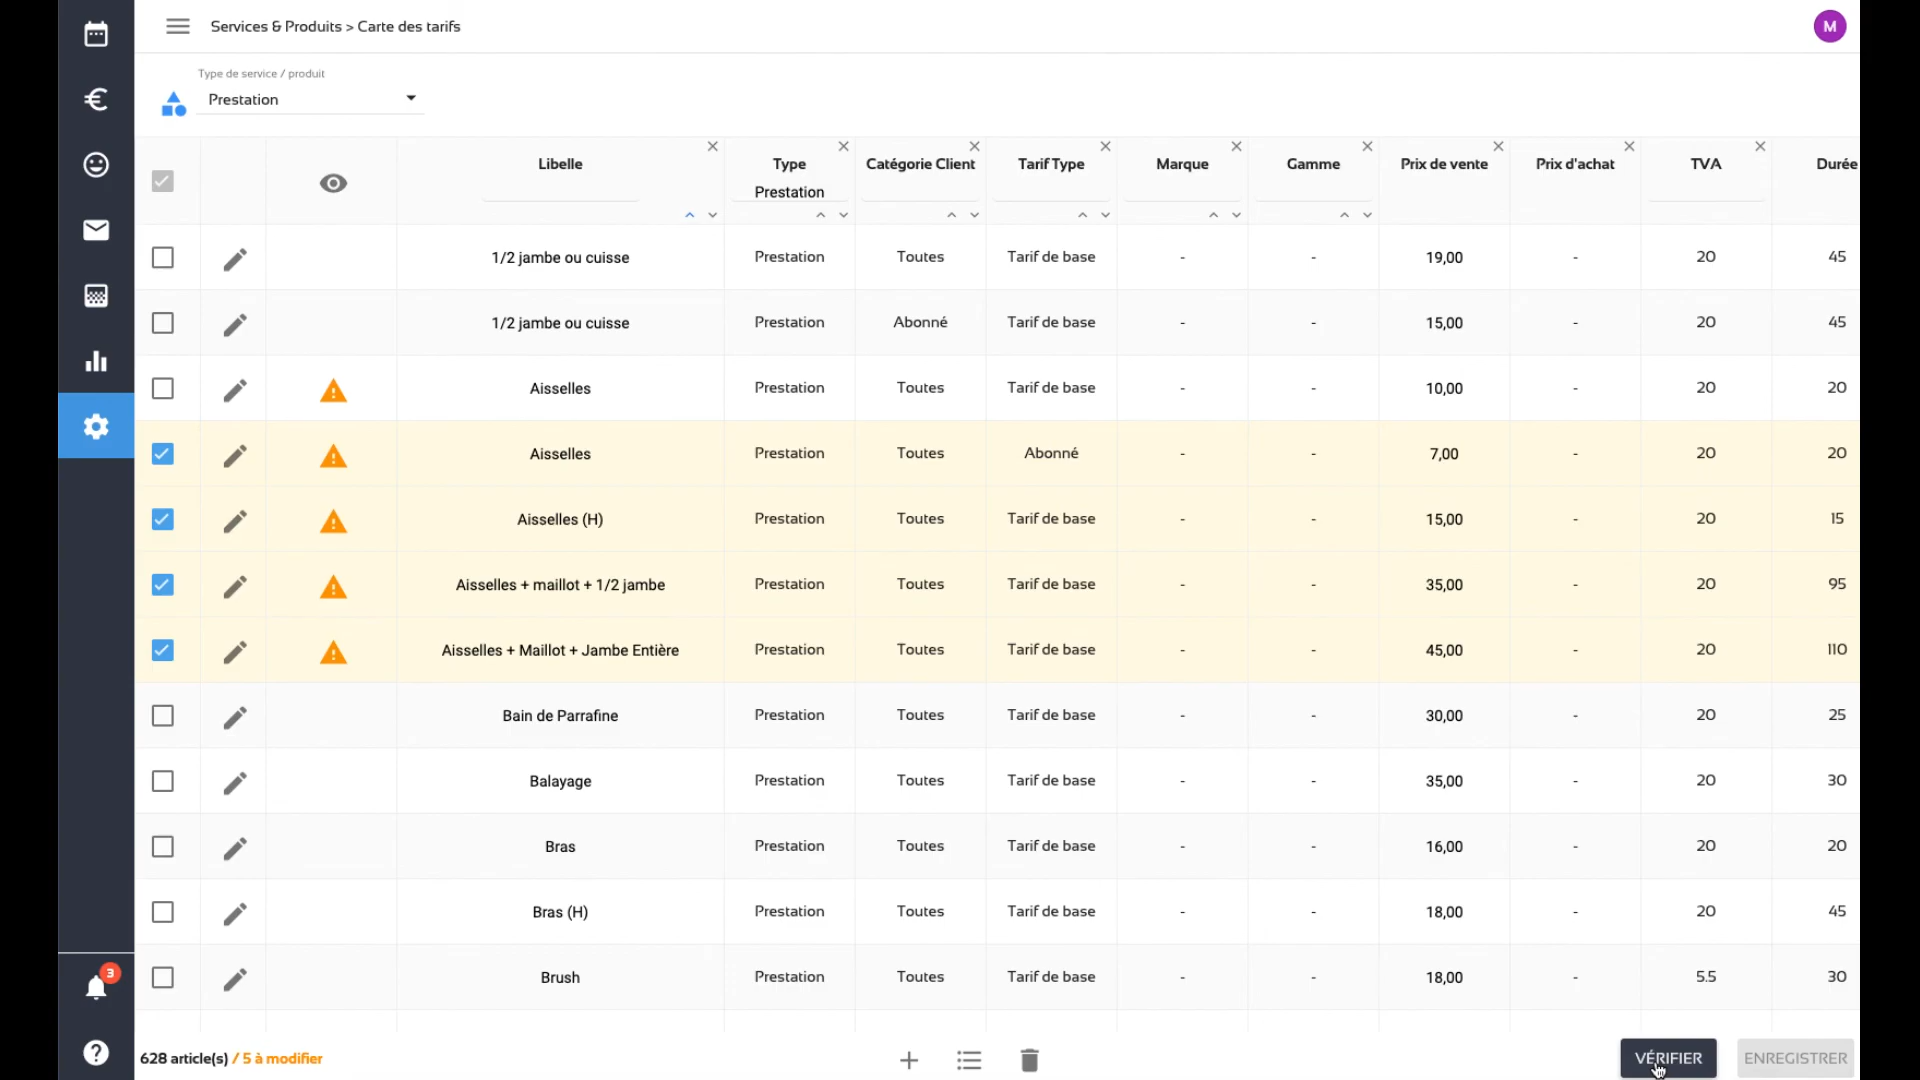 Services & Produits > Carte des tarifs
M
Type de service / produit
Prestation
Libelle Type Catégorie Client Tarif Type Marque Gamme Prix de vente Prix d'achat TVA Durée
Prestation
1/2 jambe ou cuisse Prestation Toutes Tarif de base - - 19,00 - 20 45
1/2 jambe ou cuisse Prestation Abonné Tarif de base - - 15,00 - 20 45
Aisselles Prestation Toutes Tarif de base - - 10,00 - 20 20
Aisselles Prestation Toutes Abonné - - 7,00 - 20 20
Aisselles (H) Prestation Toutes Tarif de base - - 15,00 - 20 15
Aisselles + maillot + 1/2 jambe Prestation Toutes Tarif de base - - 35,00 - 20 95
Aisselles + Maillot + Jambe Entière Prestation Toutes Tarif de base - - 45,00 - 20 110
Bain de Parrafine Prestation Toutes Tarif de base - - 30,00 - 20 25
Balayage Prestation Toutes Tarif de base - - 35,00 - 20 30
Bras Prestation Toutes Tarif de base - - 16,00 - 20 20
Bras (H) Prestation Toutes Tarif de base - - 18,00 - 20 45
Brush Prestation Toutes Tarif de base - - 18,00 - 5.5 30
3
628 article(s) / 5 à modifier VÉRIFIER ENREGISTRER